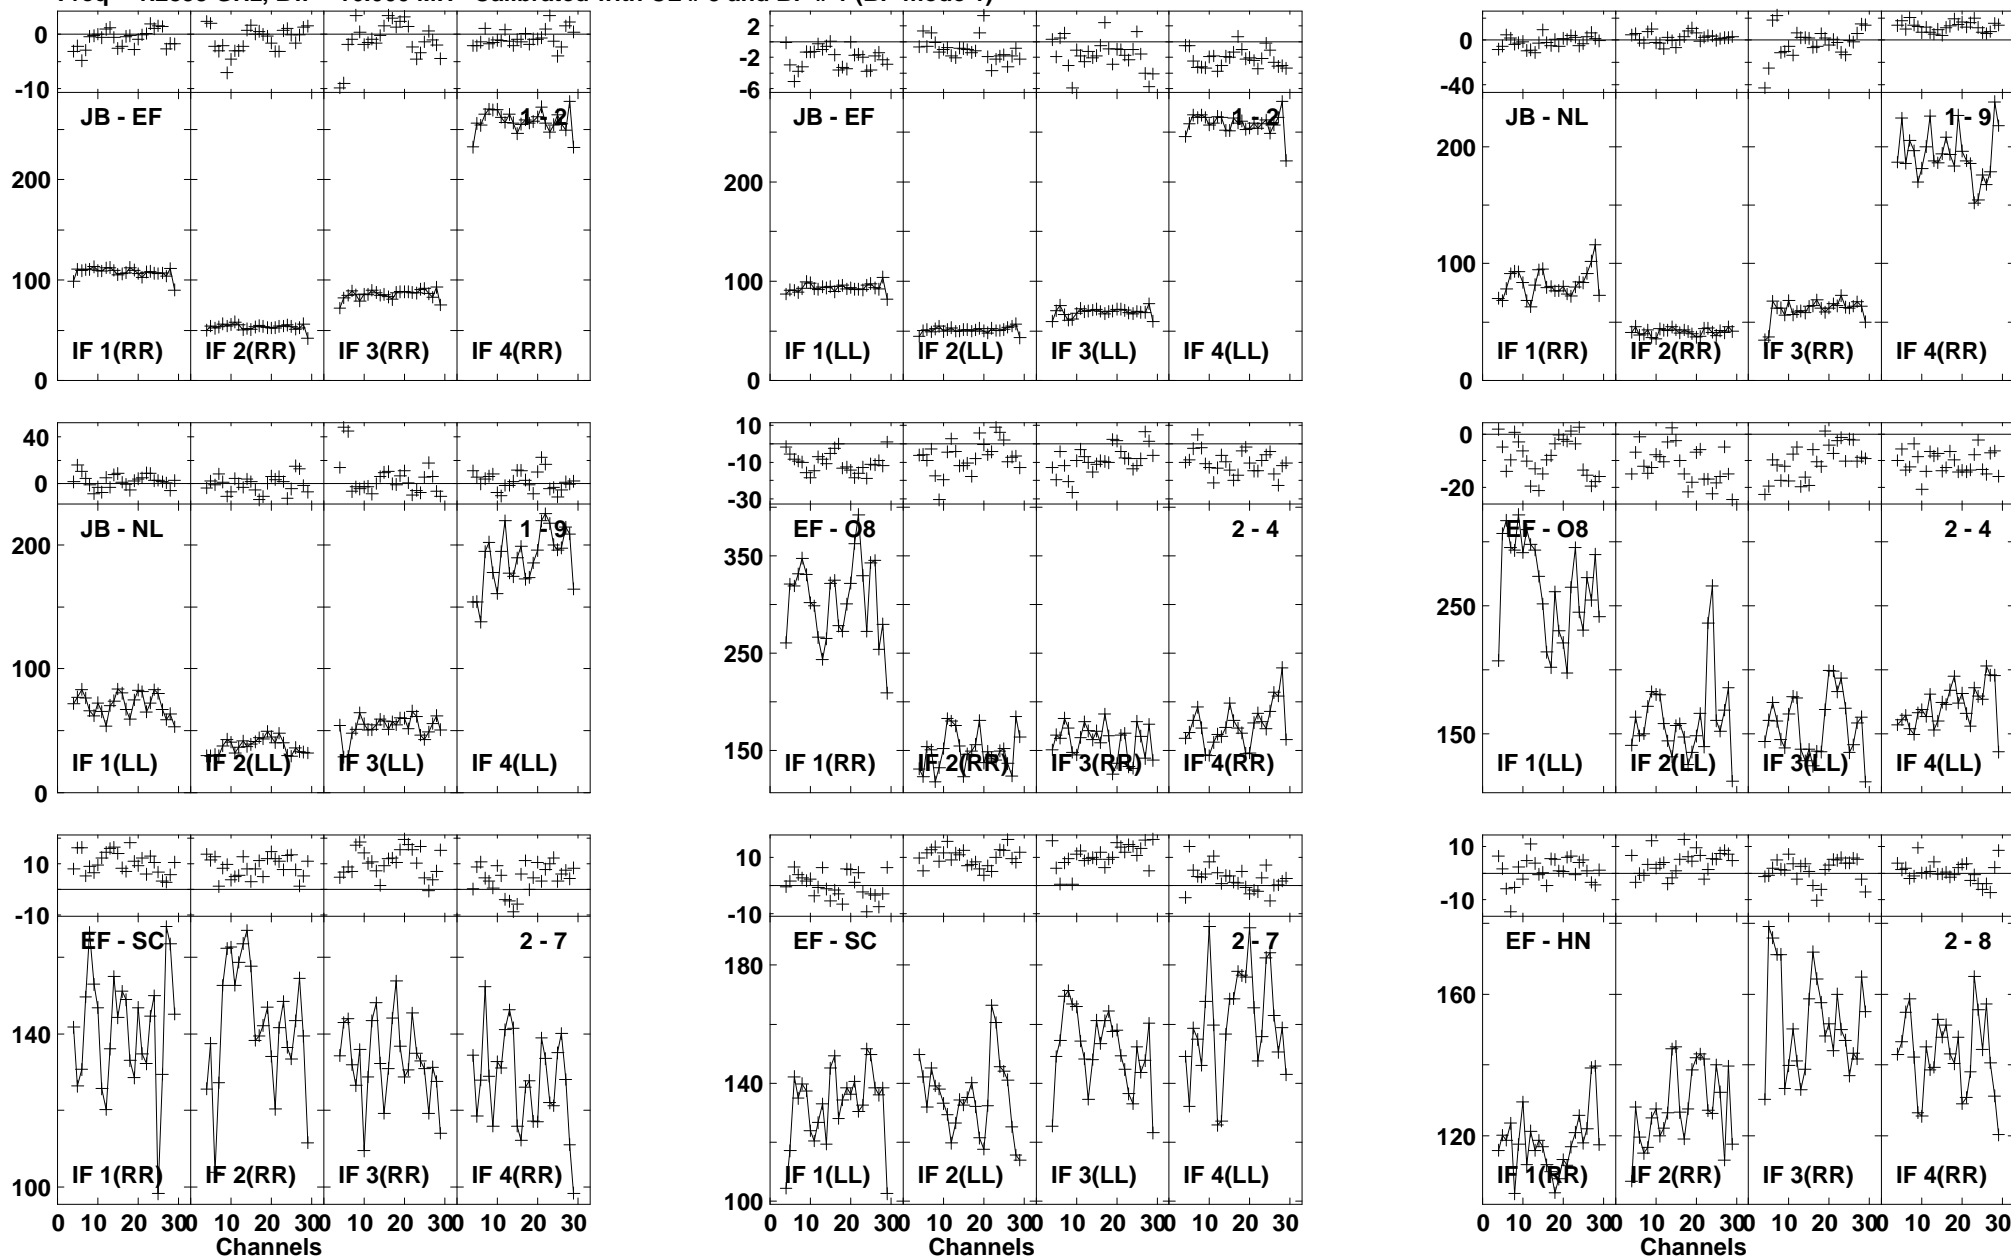 0
-10
JB - EF
1 - 2
200
100
0
IF 1(RR)
IF 2(RR)
IF 3(RR)
IF 4(RR)
2
-2
-6
JB - EF
1 - 2
200
100
0
IF 1(LL)
IF 2(LL)
IF 3(LL)
IF 4(LL)
0
-40
JB - NL
1 - 9
200
100
0
IF 1(RR)
IF 2(RR)
IF 3(RR)
IF 4(RR)
40
0
JB - NL
1 - 9
200
100
0
IF 1(LL)
IF 2(LL)
IF 3(LL)
IF 4(LL)
10
-10
-30
EF - O8
2 - 4
350
250
150
IF 1(RR)
IF 2(RR)
IF 3(RR)
IF 4(RR)
0
-20
EF - O8
2 - 4
250
150
IF 1(LL)
IF 2(LL)
IF 3(LL)
IF 4(LL)
10
-10
EF - SC
2 - 7
140
100
IF 1(RR)
IF 2(RR)
IF 3(RR)
IF 4(RR)
0 10 20 30 0 10 20 30 0 10 20 30 0 10 20 30
Channels
10
-10
EF - SC
2 - 7
180
140
100
IF 1(LL)
IF 2(LL)
IF 3(LL)
IF 4(LL)
0 10 20 30 0 10 20 30 0 10 20 30 0 10 20 30
Channels
10
-10
EF - HN
2 - 8
160
120
IF 1(RR)
IF 2(RR)
IF 3(RR)
IF 4(RR)
0 10 20 30 0 10 20 30 0 10 20 30 0 10 20 30
Channels